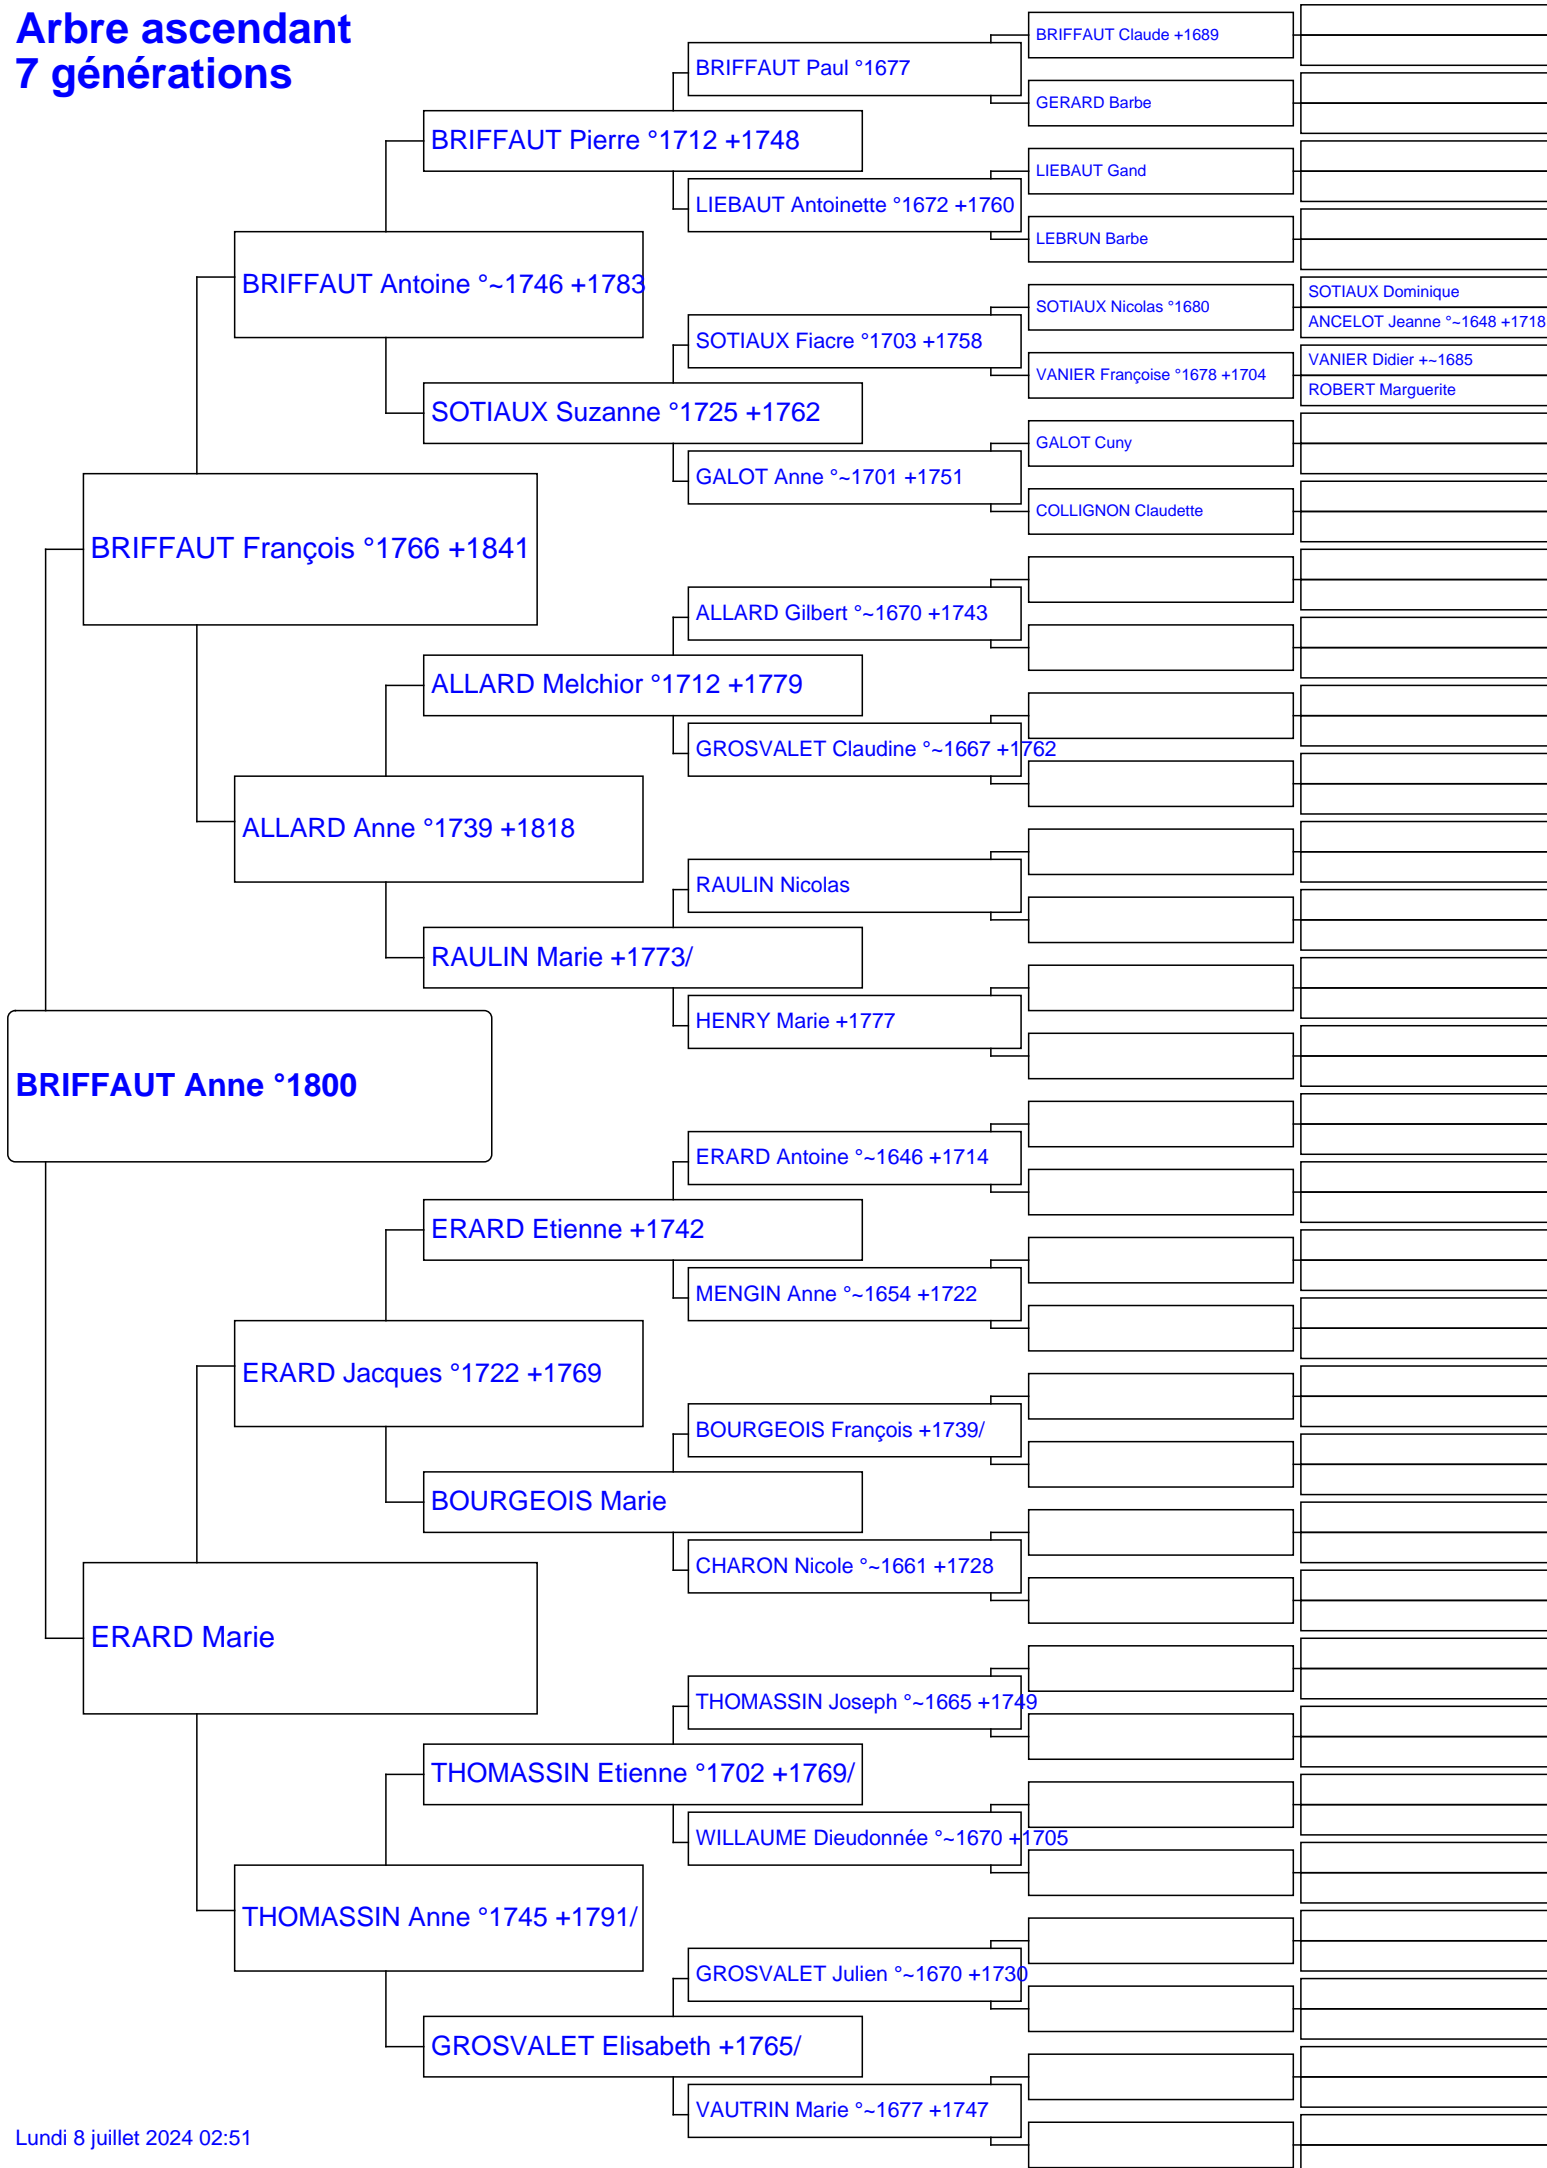 Arbre ascendant
7 générations
BRIFFAUT Claude +1689
BRIFFAUT Paul °1677
GERARD Barbe
BRIFFAUT Pierre °1712 +1748
LIEBAUT Gand
LIEBAUT Antoinette °1672 +1760
LEBRUN Barbe
BRIFFAUT Antoine °~1746 +1783
SOTIAUX Dominique
SOTIAUX Nicolas °1680
ANCELOT Jeanne °~1648 +1718
SOTIAUX Fiacre °1703 +1758
VANIER Didier +~1685
VANIER Françoise °1678 +1704
ROBERT Marguerite
SOTIAUX Suzanne °1725 +1762
GALOT Cuny
GALOT Anne °~1701 +1751
COLLIGNON Claudette
BRIFFAUT François °1766 +1841
ALLARD Gilbert °~1670 +1743
ALLARD Melchior °1712 +1779
GROSVALET Claudine °~1667 +1762
ALLARD Anne °1739 +1818
RAULIN Nicolas
RAULIN Marie +1773/
HENRY Marie +1777
BRIFFAUT Anne °1800
ERARD Antoine °~1646 +1714
ERARD Etienne +1742
MENGIN Anne °~1654 +1722
ERARD Jacques °1722 +1769
BOURGEOIS François +1739/
BOURGEOIS Marie
CHARON Nicole °~1661 +1728
ERARD Marie
THOMASSIN Joseph °~1665 +1749
THOMASSIN Etienne °1702 +1769/
WILLAUME Dieudonnée °~1670 +1705
THOMASSIN Anne °1745 +1791/
GROSVALET Julien °~1670 +1730
GROSVALET Elisabeth +1765/
VAUTRIN Marie °~1677 +1747
Lundi 8 juillet 2024 02:51